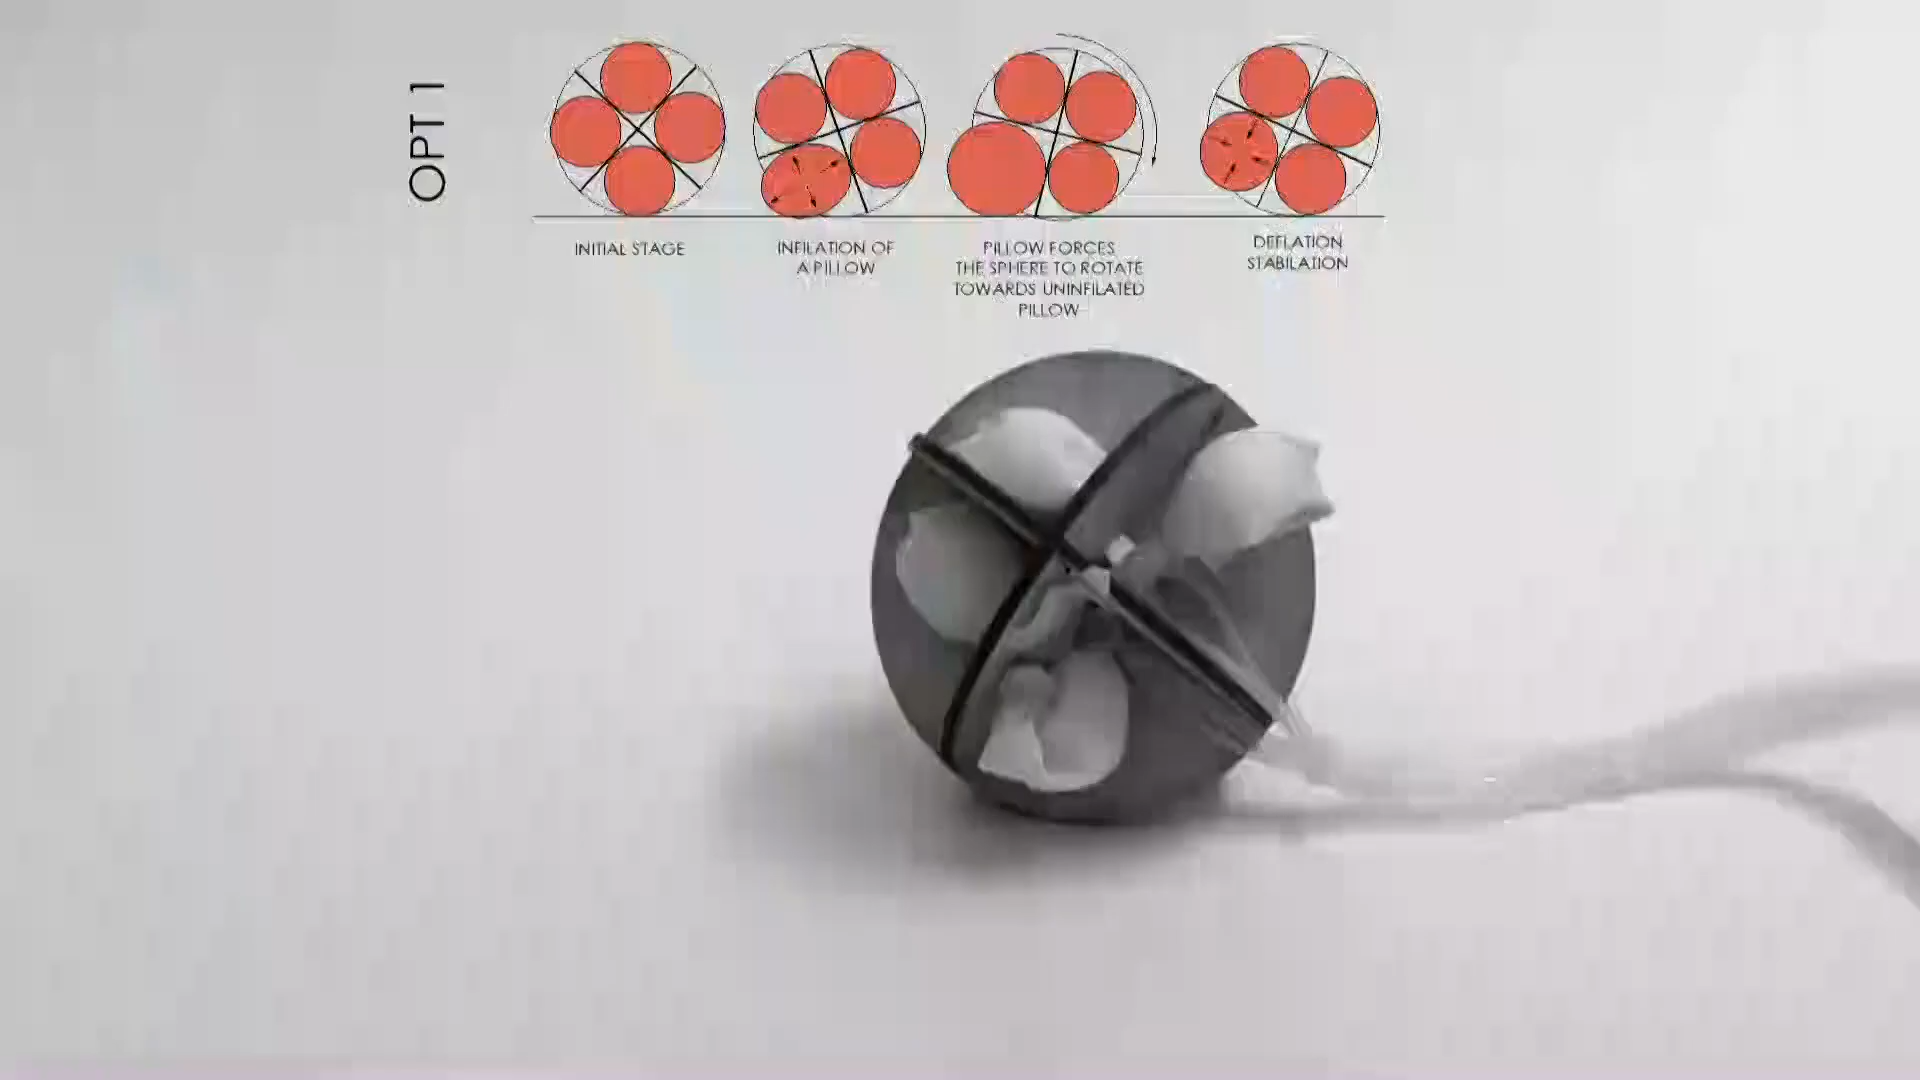 OPT 1
INITIAL STAGE
INFILATION OF
A PILLOW
PILLOW FORCES
THE SPHERE TO ROTATE
TOWARDS UNINFILATED
PILLOW
DEFLATION
STABILATION